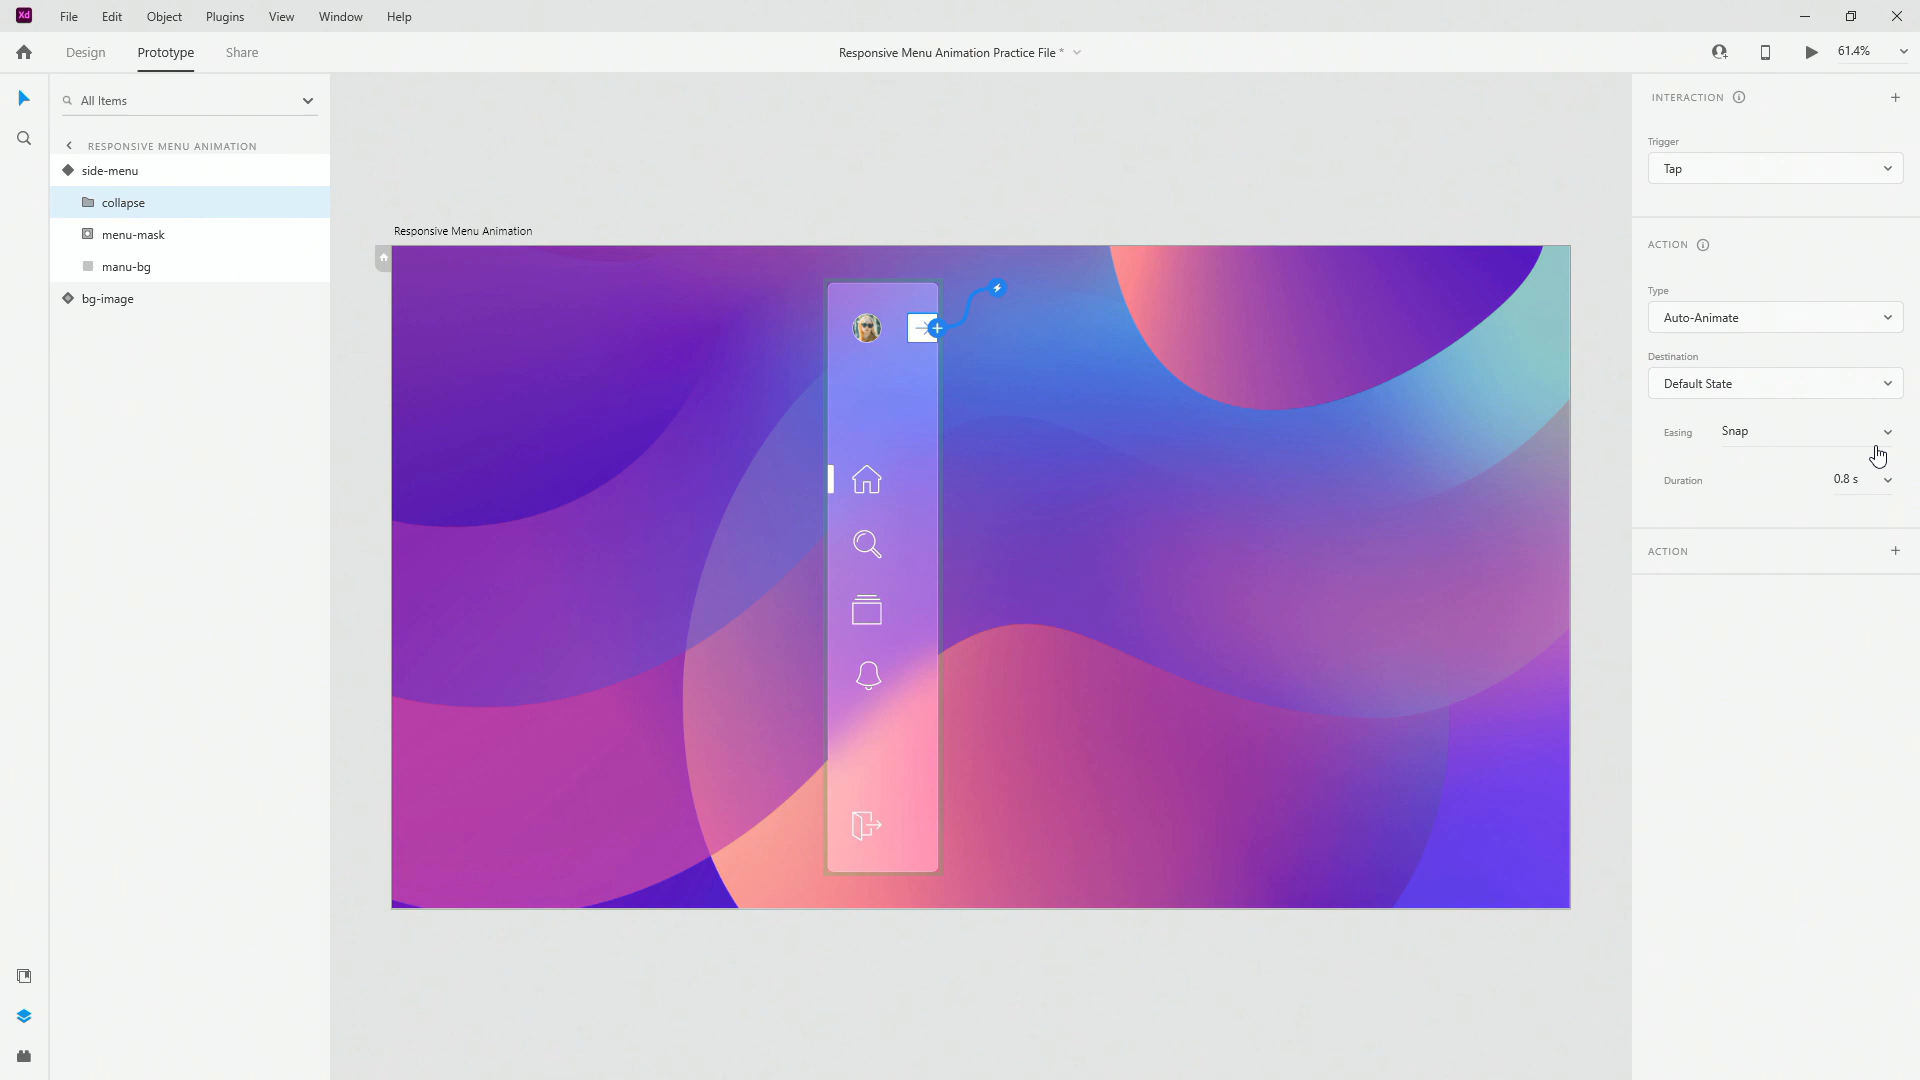 Xd File Edit Object Plugins View Window Help
Design Prototype Share
Responsive Menu Animation Practice File *
61.4%
All Items
RESPONSIVE MENU ANIMATION
side-menu
collapse
menu-mask
manu-bg
bg-image
Responsive Menu Animation
INTERACTION
Trigger
Tap
ACTION
Type
Auto-Animate
Destination
Default State
Easing Snap
Duration 0.8 s
ACTION